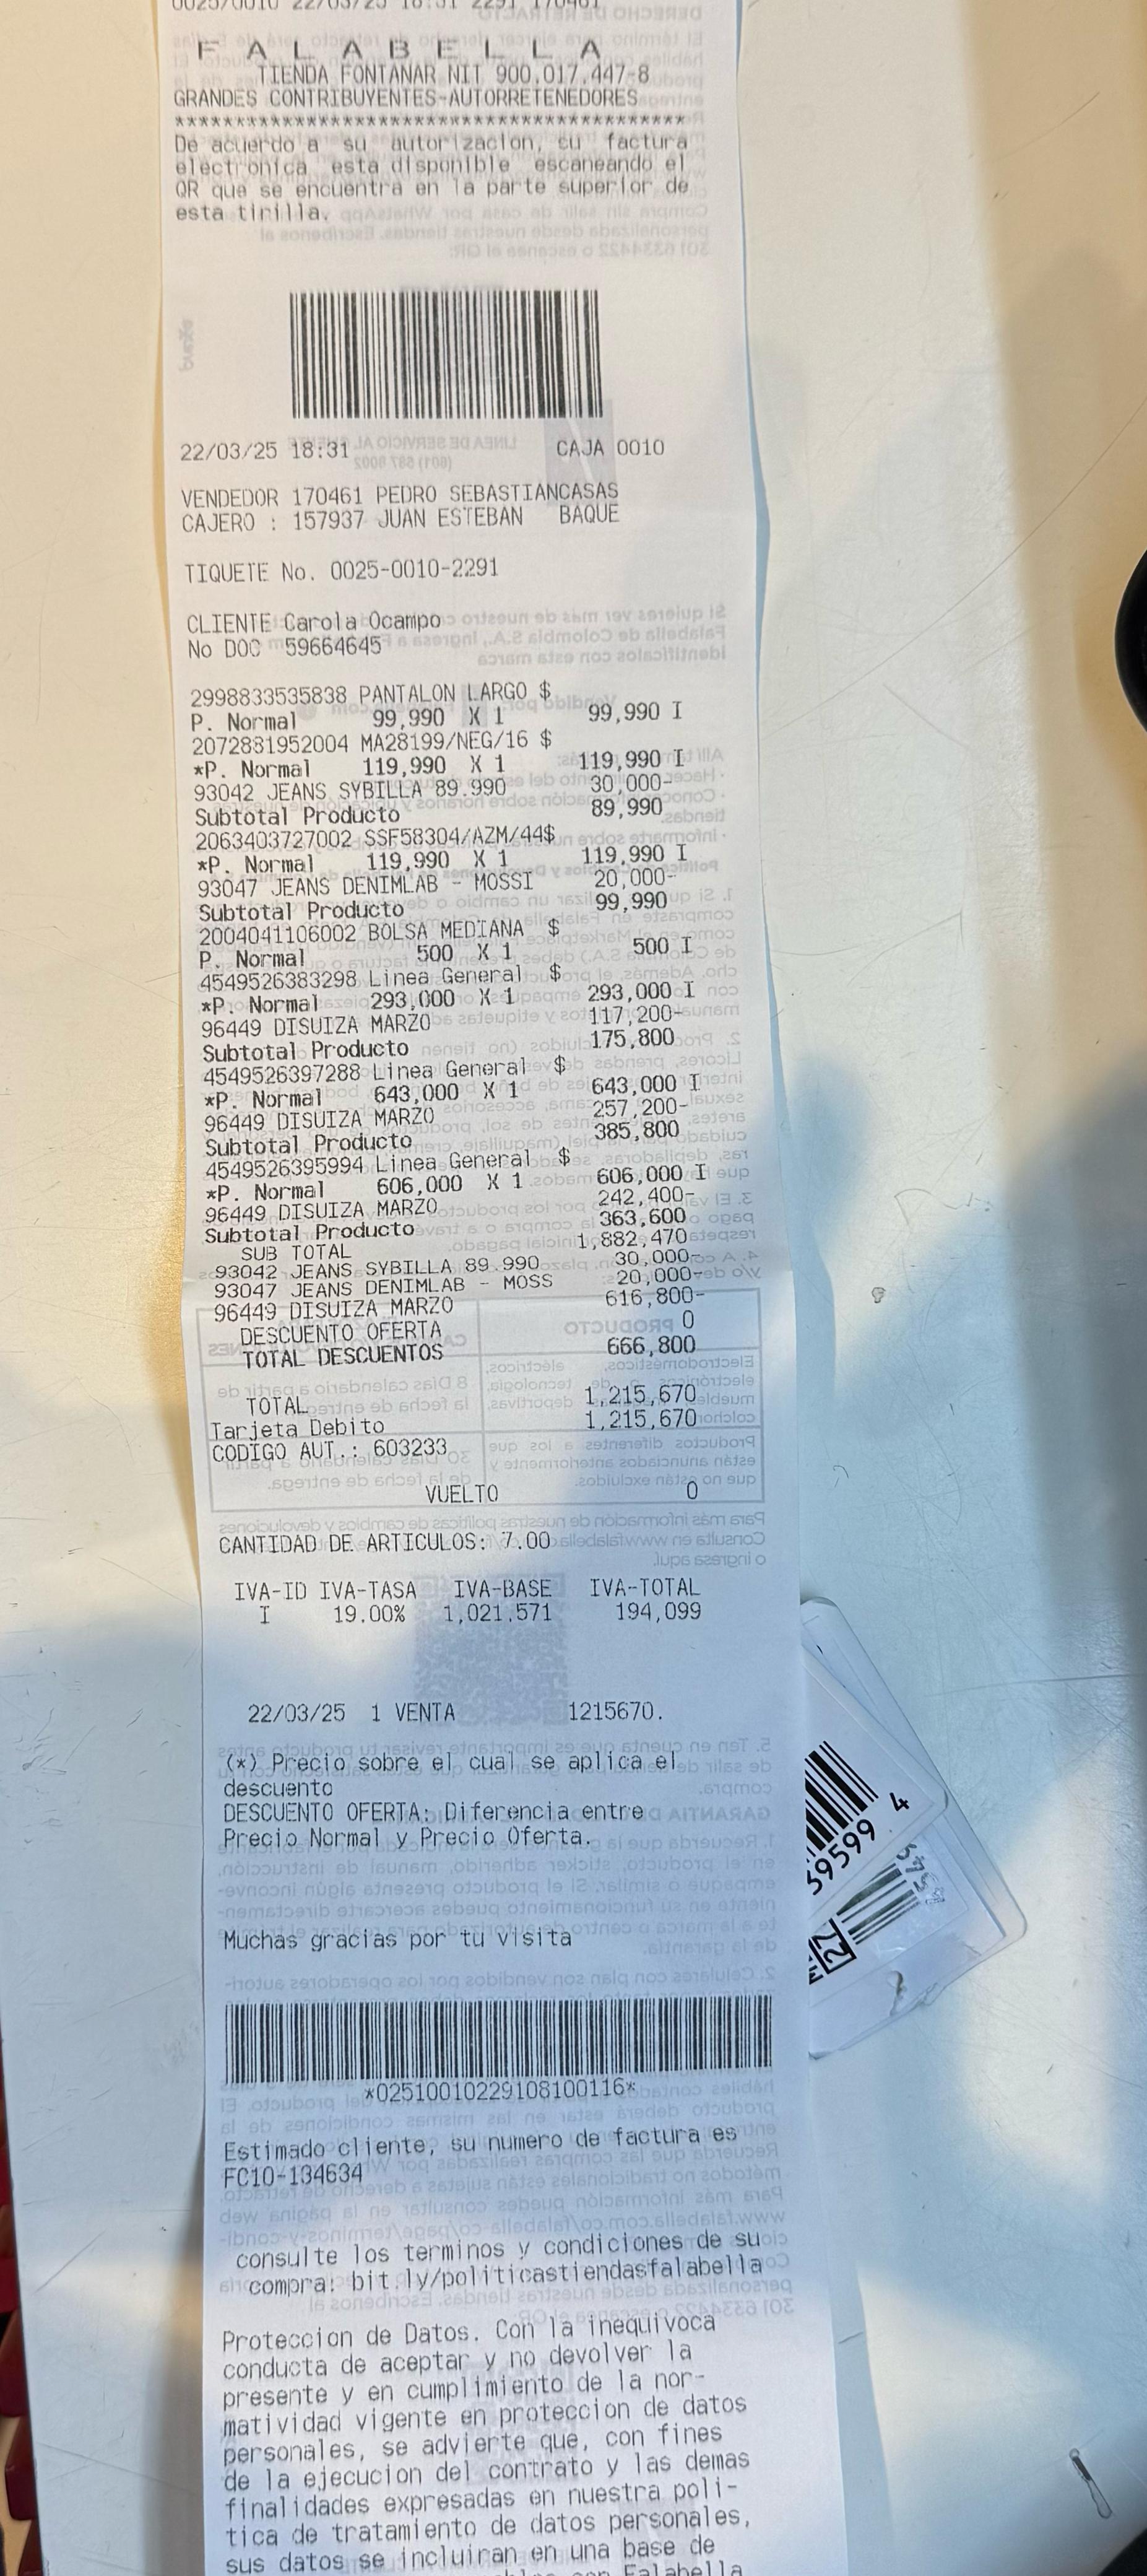 F A L A B E L L A
TIENDA FONTANAR NIT 900.017.447-8
GRANDES CONTRIBUYENTES-AUTORRETENEDORES
******************************************
De acuerdo a su autorizacion, su factura
electronica esta disponible escaneando el
QR que se encuentra en la parte superior de
esta tirilla.
22/03/25 18:31 CAJA 0010
VENDEDOR 170461 PEDRO SEBASTIANCASAS
CAJERO : 157937 JUAN ESTEBAN BAQUE
TIQUETE No. 0025-0010-2291
CLIENTE Carola Ocampo
No DOC 59664645
2998833535838 PANTALON LARGO $
P. Normal 99,990 X 1 99,990 I
2072881952004 MA28199/NEG/16 $
*P. Normal 119,990 X 1 119,990 I
93042 JEANS SYBILLA 89.990 30,000-
Subtotal Producto 89,990
2063403727002 SSF58304/AZM/44$
*P. Normal 119,990 X 1 119,990 I
93047 JEANS DENIMLAB - MOSSI 20,000-
Subtotal Producto 99,990
2004041106002 BOLSA MEDIANA $
P. Normal 500 X 1 500 I
4549526383298 Linea General $
*P. Normal 293,000 X 1 293,000 I
96449 DISUIZA MARZO 117,200-
Subtotal Producto 175,800
4549526397288 Linea General $
*P. Normal 643,000 X 1 643,000 I
96449 DISUIZA MARZO 257,200-
Subtotal Producto 385,800
4549526395994 Linea General $
*P. Normal 606,000 X 1 606,000 I
96449 DISUIZA MARZO 242,400-
Subtotal Producto 363,600
SUB TOTAL 1,882,470
93042 JEANS SYBILLA 89.990 30,000-
93047 JEANS DENIMLAB - MOSS 20,000-
96449 DISUIZA MARZO 616,800-
DESCUENTO OFERTA 0
TOTAL DESCUENTOS 666,800
TOTAL 1,215,670
Tarjeta Debito 1,215,670
CODIGO AUT.: 603233
VUELTO 0
CANTIDAD DE ARTICULOS: 7.00
IVA-ID IVA-TASA IVA-BASE IVA-TOTAL
I 19.00% 1,021,571 194,099
22/03/25 1 VENTA 1215670.
(*) Precio sobre el cual se aplica el
descuento
DESCUENTO OFERTA: Diferencia entre
Precio Normal y Precio Oferta.
Muchas gracias por tu visita
*02510010229108100116*
Estimado cliente, su numero de factura es
FC10-134634
consulte los terminos y condiciones de su
compra: bit.ly/politicastiendasfalabella
Proteccion de Datos. Con la inequivoca
conducta de aceptar y no devolver la
presente y en cumplimiento de la nor-
matividad vigente en proteccion de datos
personales, se advierte que, con fines
de la ejecucion del contrato y las demas
finalidades expresadas en nuestra poli-
tica de tratamiento de datos personales,
sus datos se incluiran en una base de
39599 4